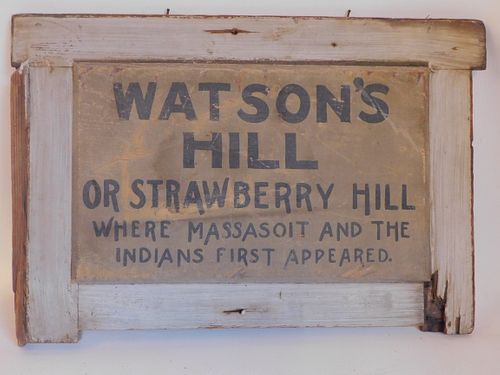 WATSON'S
HILL
OR STRAWBERRY HILL
WHERE MASSASOIT AND THE
INDIANS FIRST APPEARED.